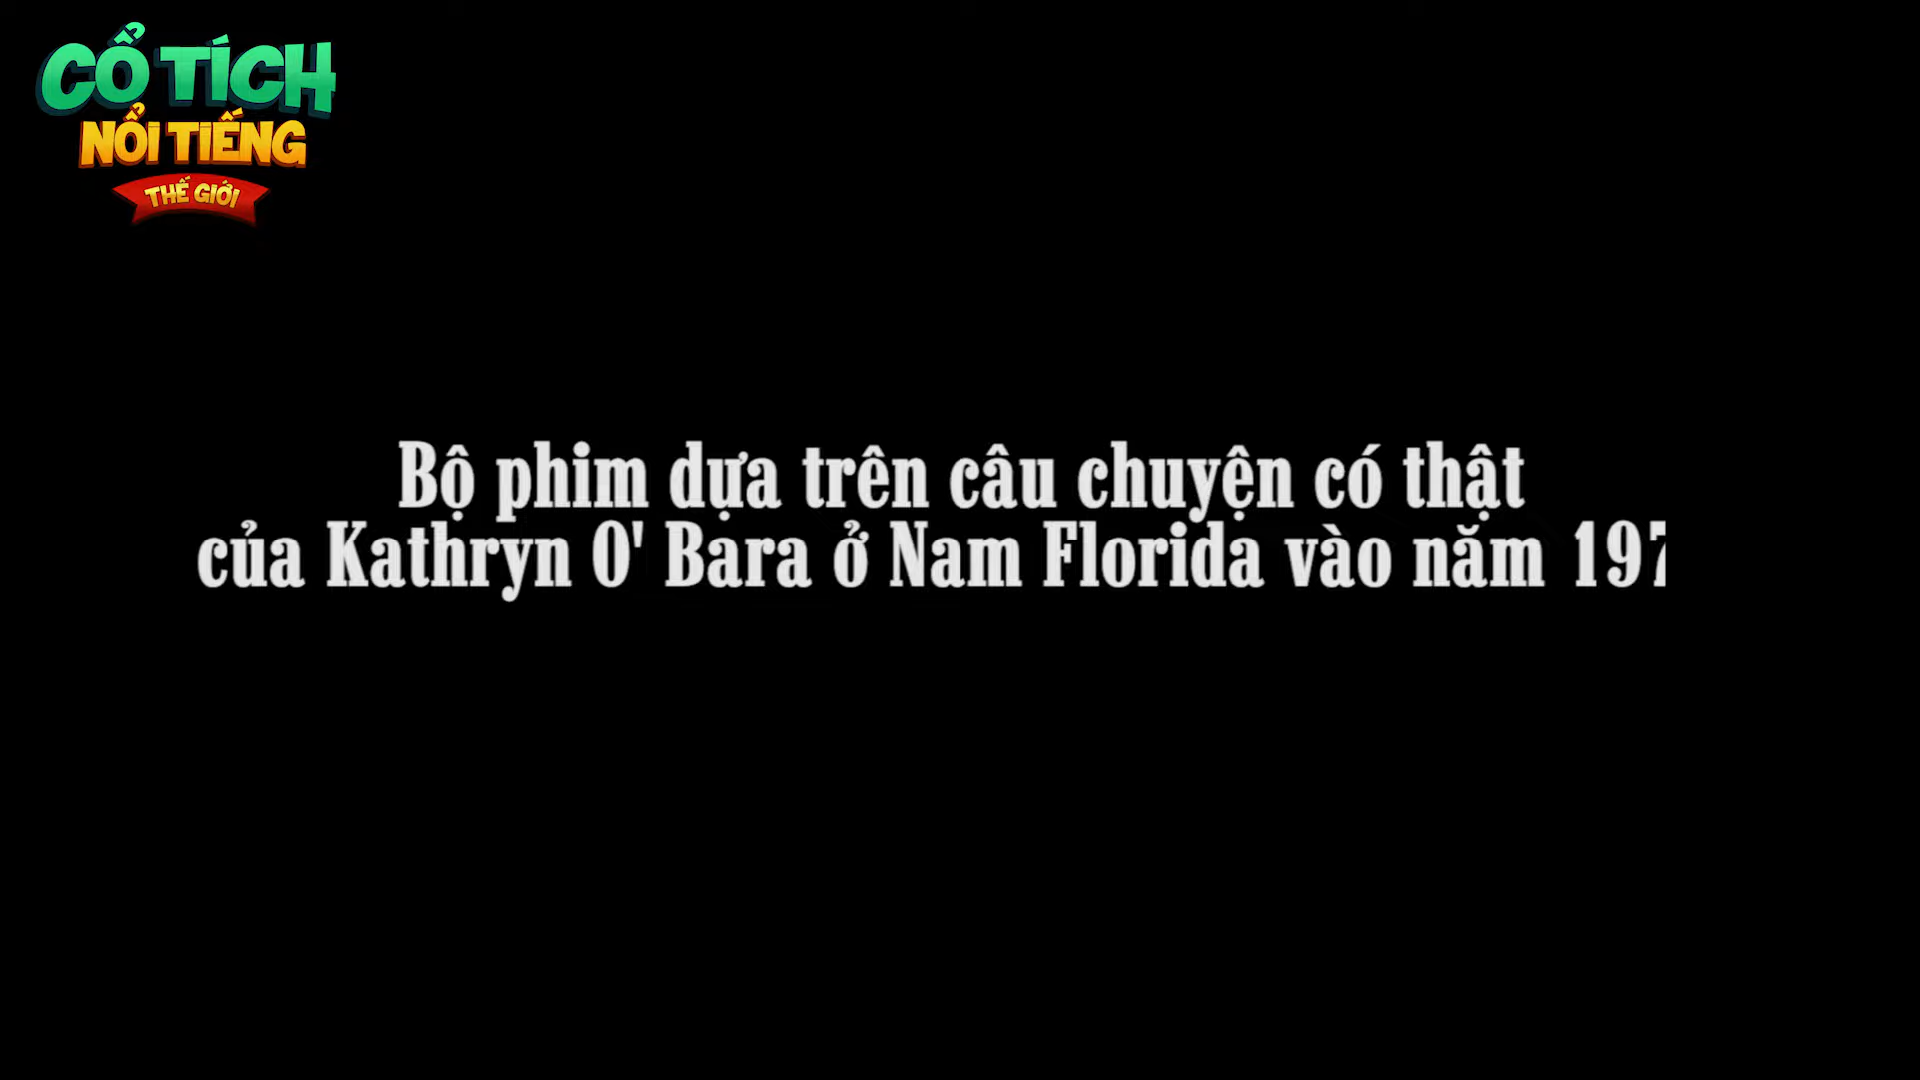 CỔ TÍCH
NỔI TIẾNG
THẾ GIỚI
Bộ phim dựa trên câu chuyện có thật
của Kathryn O' Bara ở Nam Florida vào năm 197